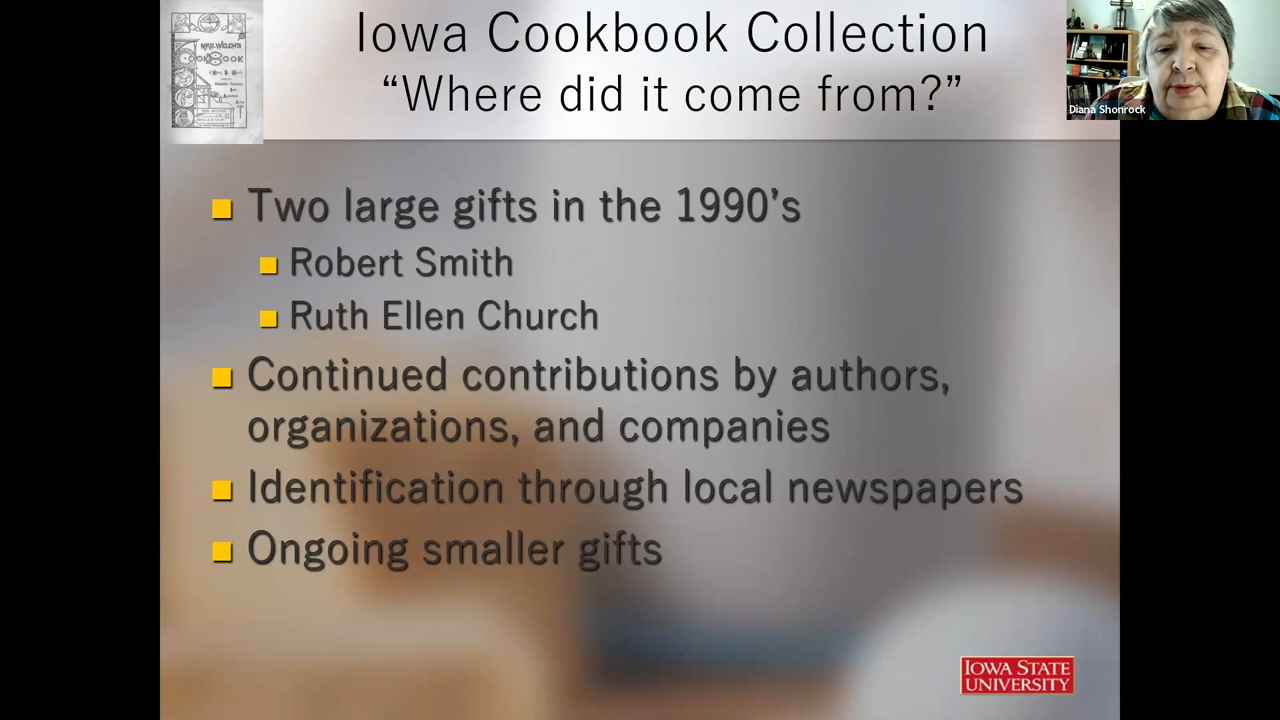 Iowa Cookbook Collection
“Where did it come from?”
MRS. WELCH'S
COOKBOOK
Diana Shonrock
Two large gifts in the 1990’s
Robert Smith
Ruth Ellen Church
Continued contributions by authors,
organizations, and companies
Identification through local newspapers
Ongoing smaller gifts
IOWA STATE
UNIVERSITY